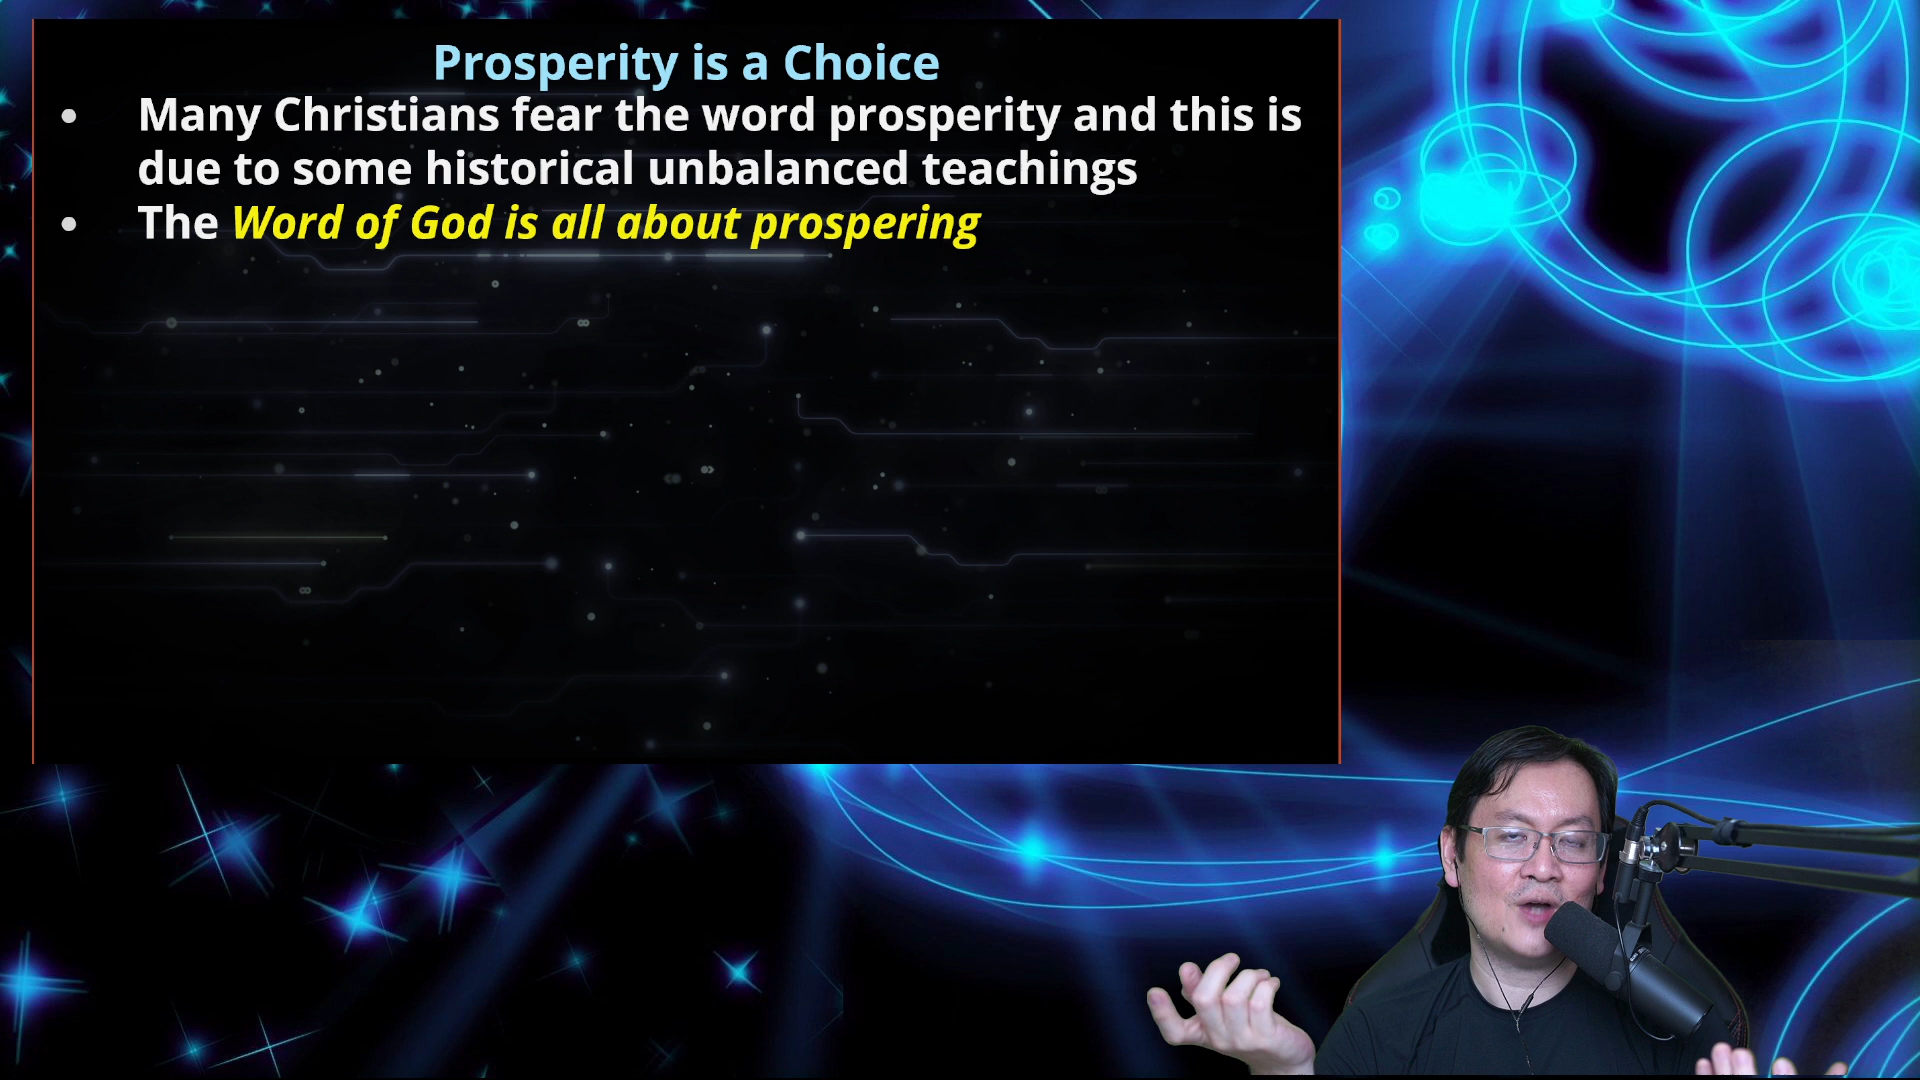 Prosperity is a Choice
• Many Christians fear the word prosperity and this is
due to some historical unbalanced teachings
• The Word of God is all about prospering